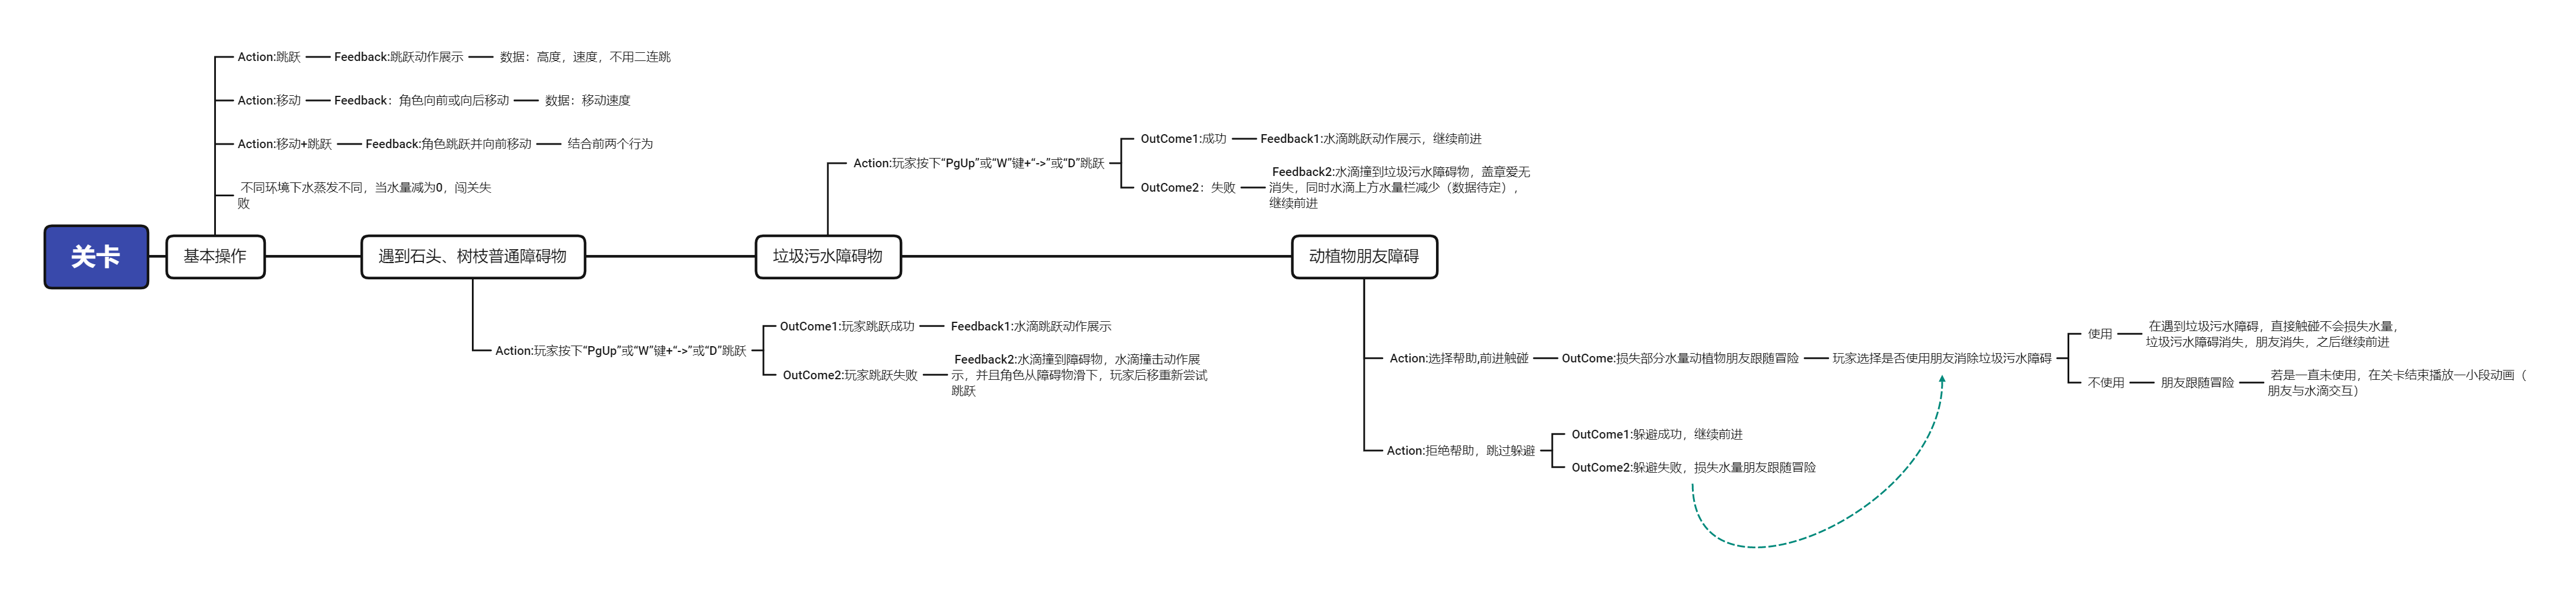 关卡
基本操作
Action:跳跃
Feedback:跳跃动作展示
数据：高度，速度，不用二连跳
Action:移动
Feedback：角色向前或向后移动
数据：移动速度
Action:移动+跳跃
Feedback:角色跳跃并向前移动
结合前两个行为
不同环境下水蒸发不同，当水量减为0，闯关失
败
遇到石头、树枝普通障碍物
Action:玩家按下“PgUp”或“W”键+“->”或“D”跳跃
OutCome1:玩家跳跃成功
Feedback1:水滴跳跃动作展示
OutCome2:玩家跳跃失败
Feedback2:水滴撞到障碍物，水滴撞击动作展
示，并且角色从障碍物滑下，玩家后移重新尝试
跳跃
垃圾污水障碍物
Action:玩家按下“PgUp”或“W”键+“->”或“D”跳跃
OutCome1:成功
Feedback1:水滴跳跃动作展示，继续前进
OutCome2：失败
Feedback2:水滴撞到垃圾污水障碍物，盖章爱无
消失，同时水滴上方水量栏减少（数据待定），
继续前进
动植物朋友障碍
Action:选择帮助,前进触碰
OutCome:损失部分水量动植物朋友跟随冒险
玩家选择是否使用朋友消除垃圾污水障碍
使用
在遇到垃圾污水障碍，直接触碰不会损失水量，
垃圾污水障碍消失，朋友消失，之后继续前进
不使用
朋友跟随冒险
若是一直未使用，在关卡结束播放一小段动画（
朋友与水滴交互）
Action:拒绝帮助，跳过躲避
OutCome1:躲避成功，继续前进
OutCome2:躲避失败，损失水量朋友跟随冒险